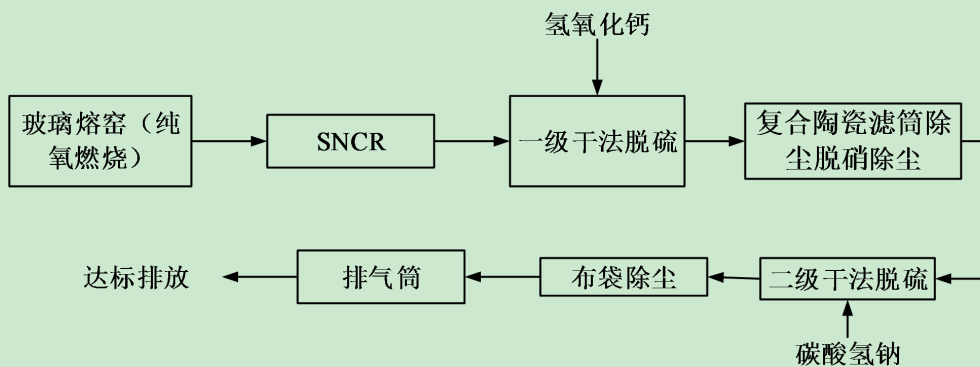 氢氧化钙
玻璃熔窑（纯
氧燃烧）
SNCR
一级干法脱硫
复合陶瓷滤筒除
尘脱硝除尘
达标排放
排气筒
布袋除尘
二级干法脱硫
碳酸氢钠